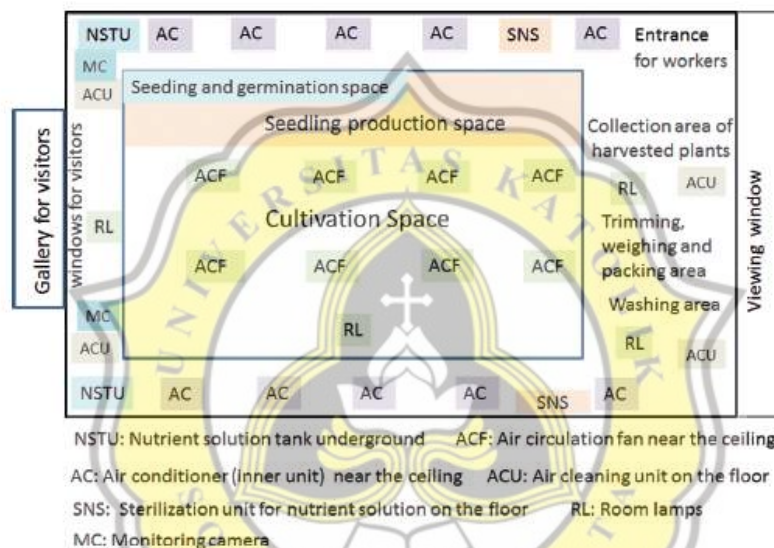 NSTU AC AC AC AC SNS AC Entrance
for workers
MC
ACU
Seeding and germination space
Seedling production space
Collection area of
harvested plants
Gallery for visitors
windows for visitors
ACF ACF ACF ACF
RL ACU
RL
Cultivation Space
Trimming,
weighing and
packing area
Viewing window
ACF ACF ACF ACF
Washing area
MC
ACU
RL
RL ACU
NSTU AC AC AC AC SNS AC
NSTU: Nutrient solution tank underground ACF: Air circulation fan near the ceiling
AC: Air conditioner (inner unit) near the ceiling ACU: Air cleaning unit on the floor
SNS: Sterilization unit for nutrient solution on the floor RL: Room lamps
MC: Monitoring camera
UNIVERSITAS KATOLIK